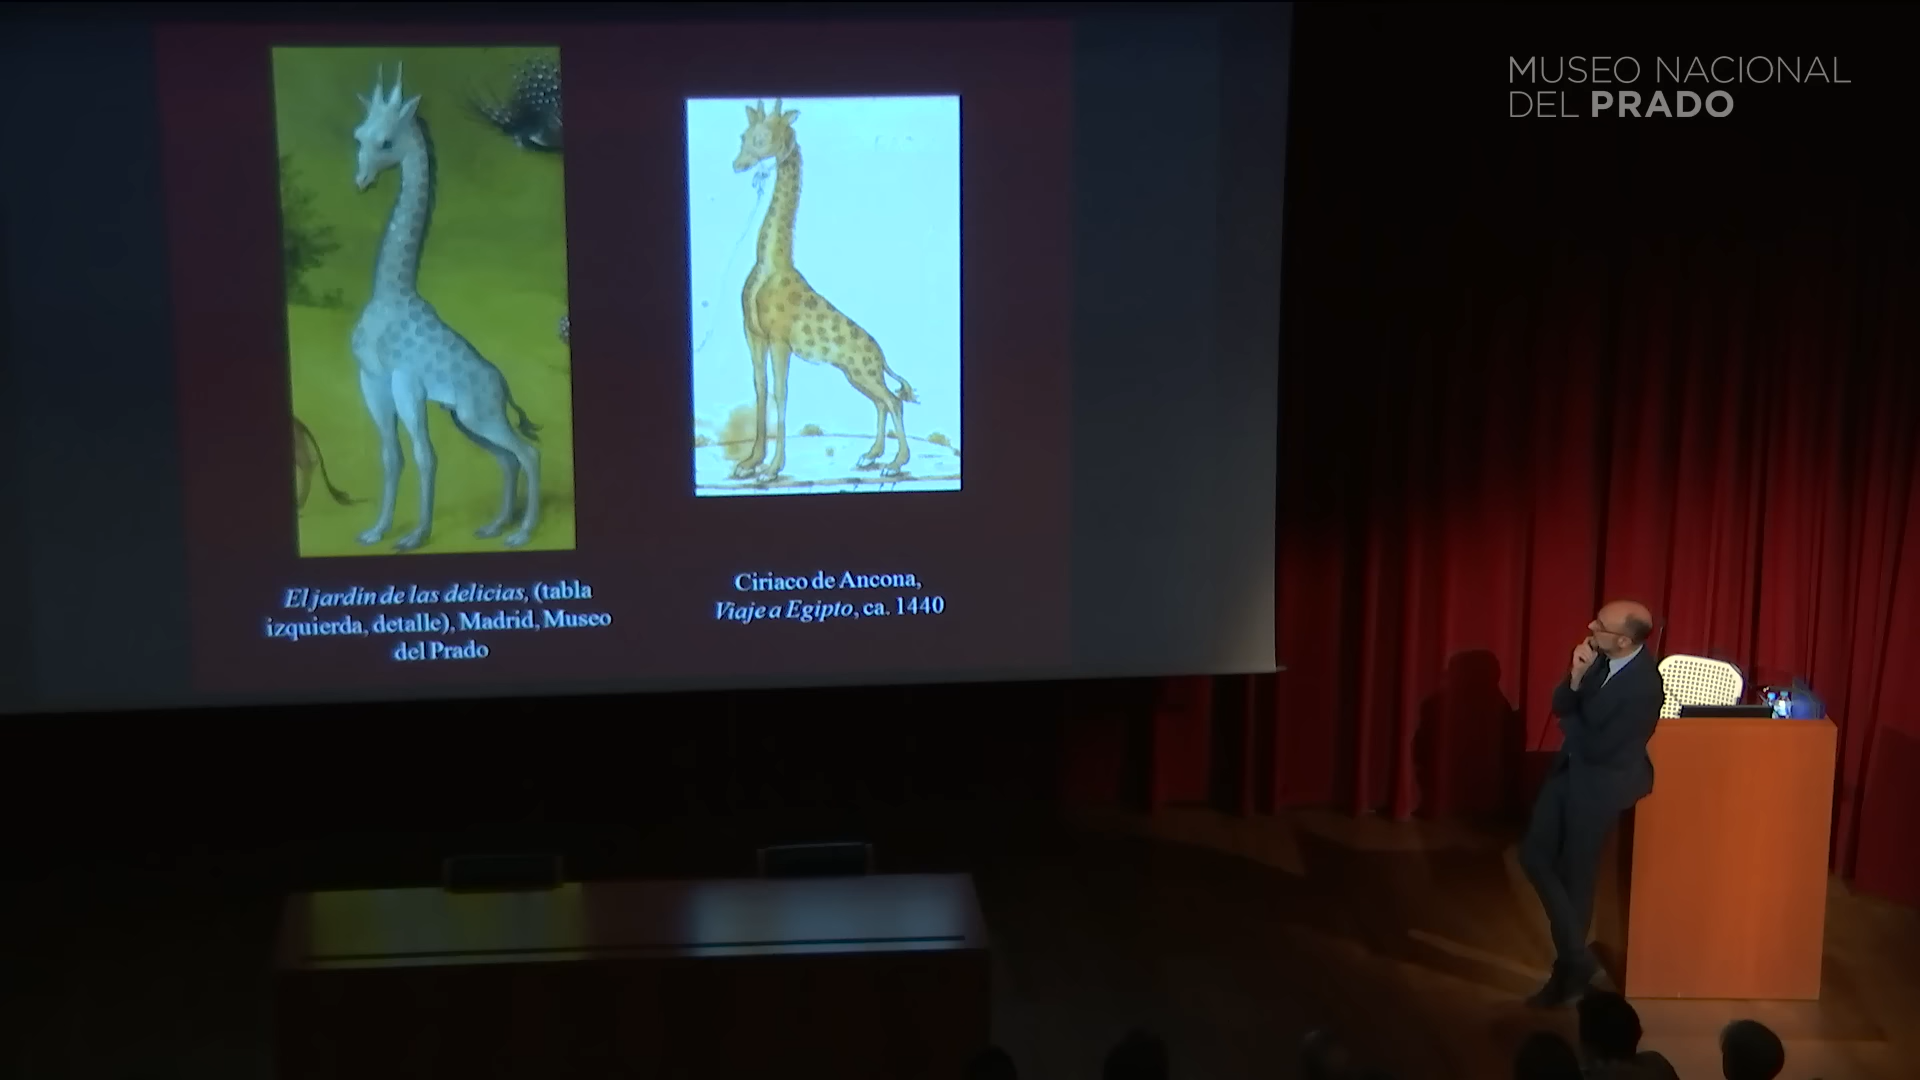 MUSEO NACIONAL
DEL PRADO
El jardín de las delicias, (tabla
izquierda, detalle), Madrid, Museo
del Prado
Ciriaco de Ancona,
Viaje a Egipto, ca. 1440